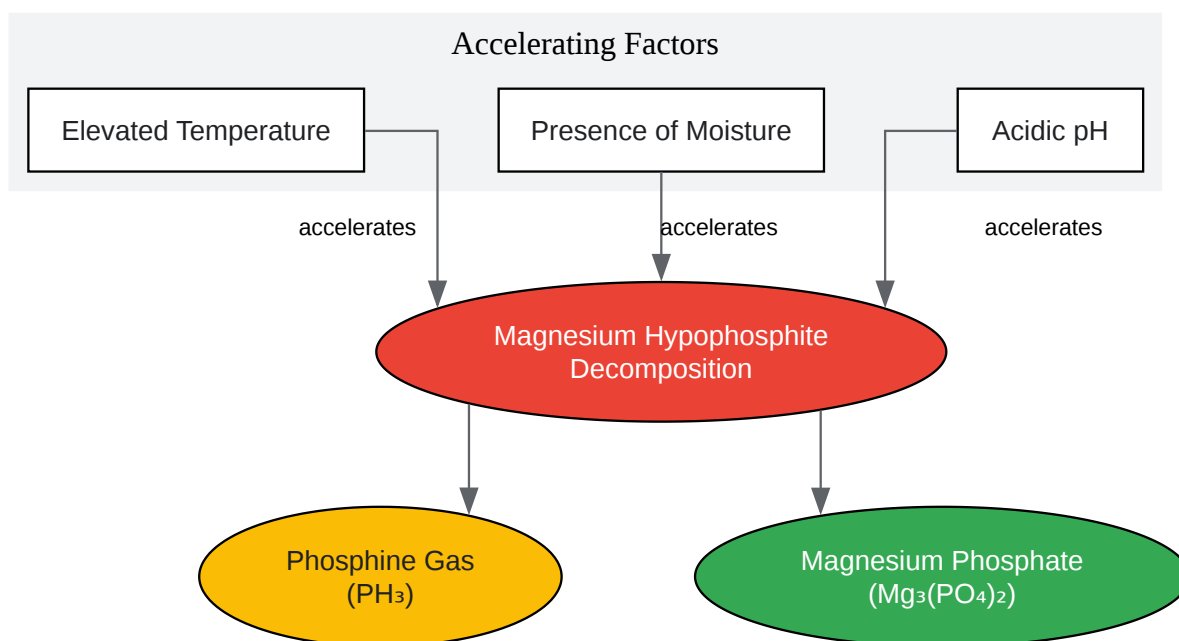 Accelerating Factors
Elevated Temperature
Presence of Moisture
Acidic pH
accelerates
accelerates
accelerates
Magnesium Hypophosphite
Decomposition
Phosphine Gas
(PH₃)
Magnesium Phosphate
(Mg₃(PO₄)₂)